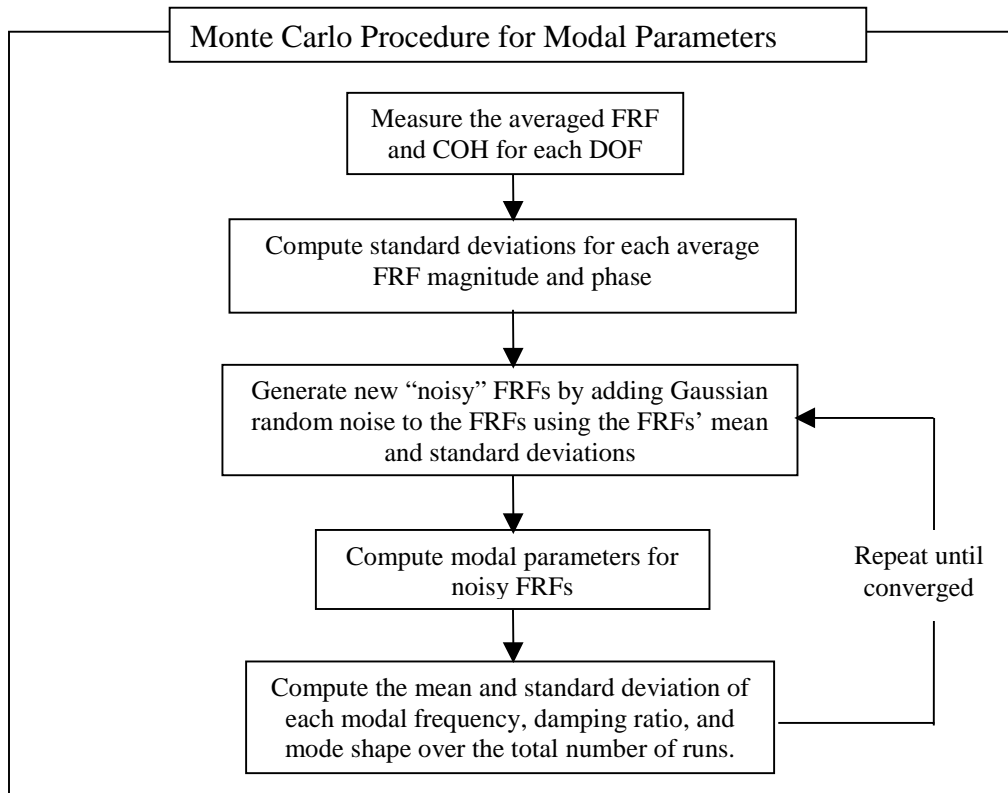 Monte Carlo Procedure for Modal Parameters
Measure the averaged FRF
and COH for each DOF
Compute standard deviations for each average
FRF magnitude and phase
Generate new “noisy” FRFs by adding Gaussian
random noise to the FRFs using the FRFs’ mean
and standard deviations
Compute modal parameters for
noisy FRFs
Repeat until
converged
Compute the mean and standard deviation of
each modal frequency, damping ratio, and
mode shape over the total number of runs.